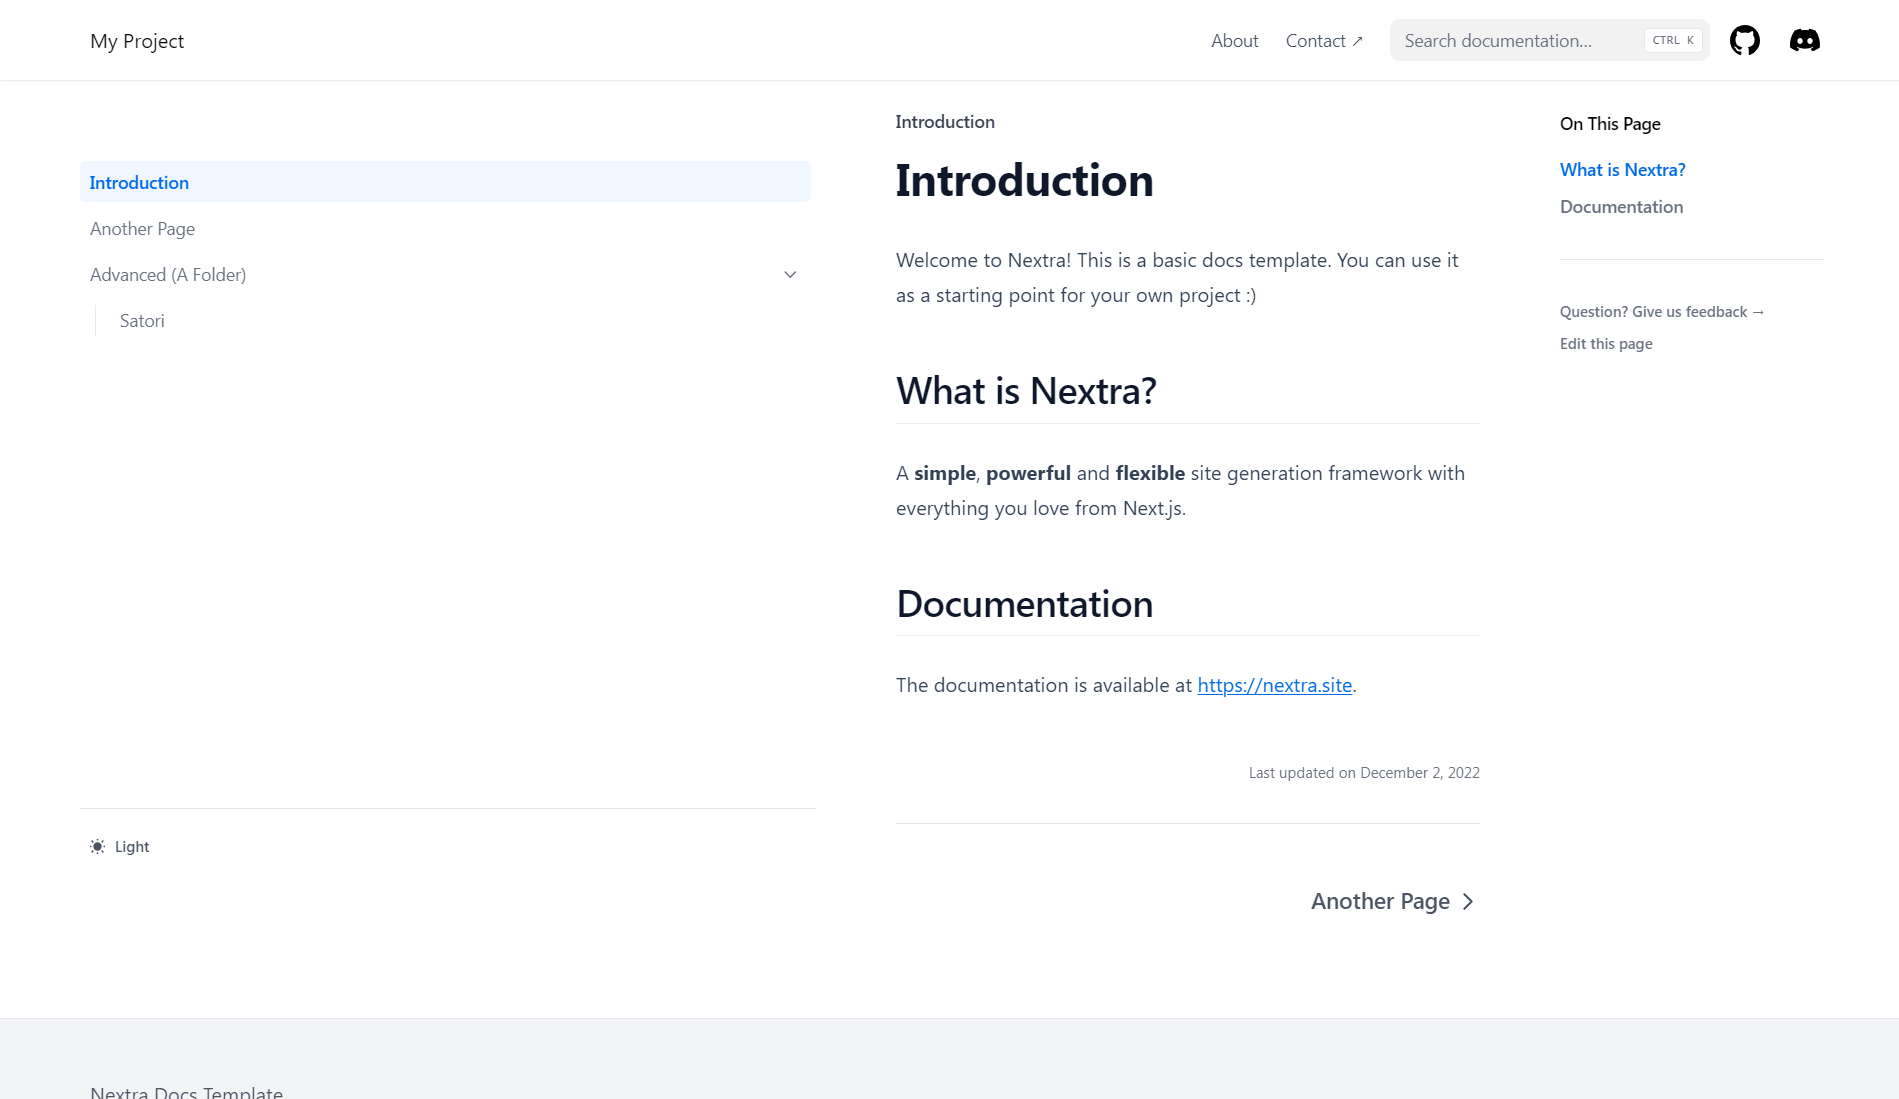 My Project
About
Contact ↗
Search documentation...
CTRL K
Introduction
Another Page
Advanced (A Folder)
Satori
Light
Introduction
Introduction
Welcome to Nextra! This is a basic docs template. You can use it
as a starting point for your own project :)
What is Nextra?
A simple, powerful and flexible site generation framework with
everything you love from Next.js.
Documentation
The documentation is available at https://nextra.site.
Last updated on December 2, 2022
Another Page
On This Page
What is Nextra?
Documentation
Question? Give us feedback →
Edit this page
Nextra Docs Template